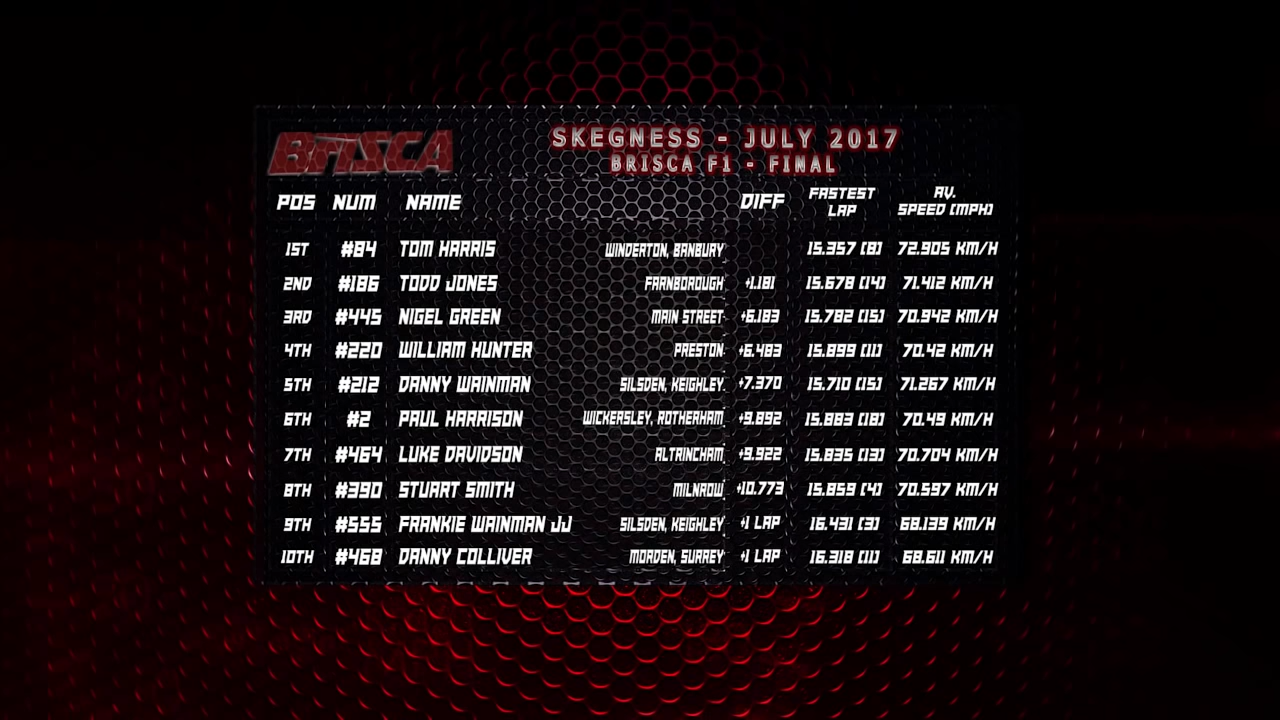 BRISCA
SKEGNESS - JULY 2017
BRISCA F1 - FINAL
POS NUM NAME DIFF FASTEST LAP AV. SPEED (MPH)
1ST #84 TOM HARRIS WINDERTON, BANBURY 15.357 (8) 72.905 KM/H
2ND #186 TODD JONES FARNBOROUGH +1.181 15.678 (14) 71.412 KM/H
3RD #445 NIGEL GREEN MAIN STREET +6.183 15.782 (15) 70.942 KM/H
4TH #220 WILLIAM HUNTER PRESTON +6.483 15.899 (11) 70.42 KM/H
5TH #212 DANNY WAINMAN SILSDEN, KEIGHLEY +7.370 15.710 (15) 71.267 KM/H
6TH #2 PAUL HARRISON WICKERSLEY, ROTHERHAM +9.892 15.883 (18) 70.49 KM/H
7TH #464 LUKE DAVIDSON ALTRINCHAM +9.922 15.835 (13) 70.704 KM/H
8TH #390 STUART SMITH MILNROW +10.773 15.859 (4) 70.597 KM/H
9TH #555 FRANKIE WAINMAN JJ SILSDEN, KEIGHLEY +1 LAP 16.431 (3) 68.139 KM/H
10TH #468 DANNY COLLIVER MORDEN, SURREY +1 LAP 16.318 (11) 68.611 KM/H